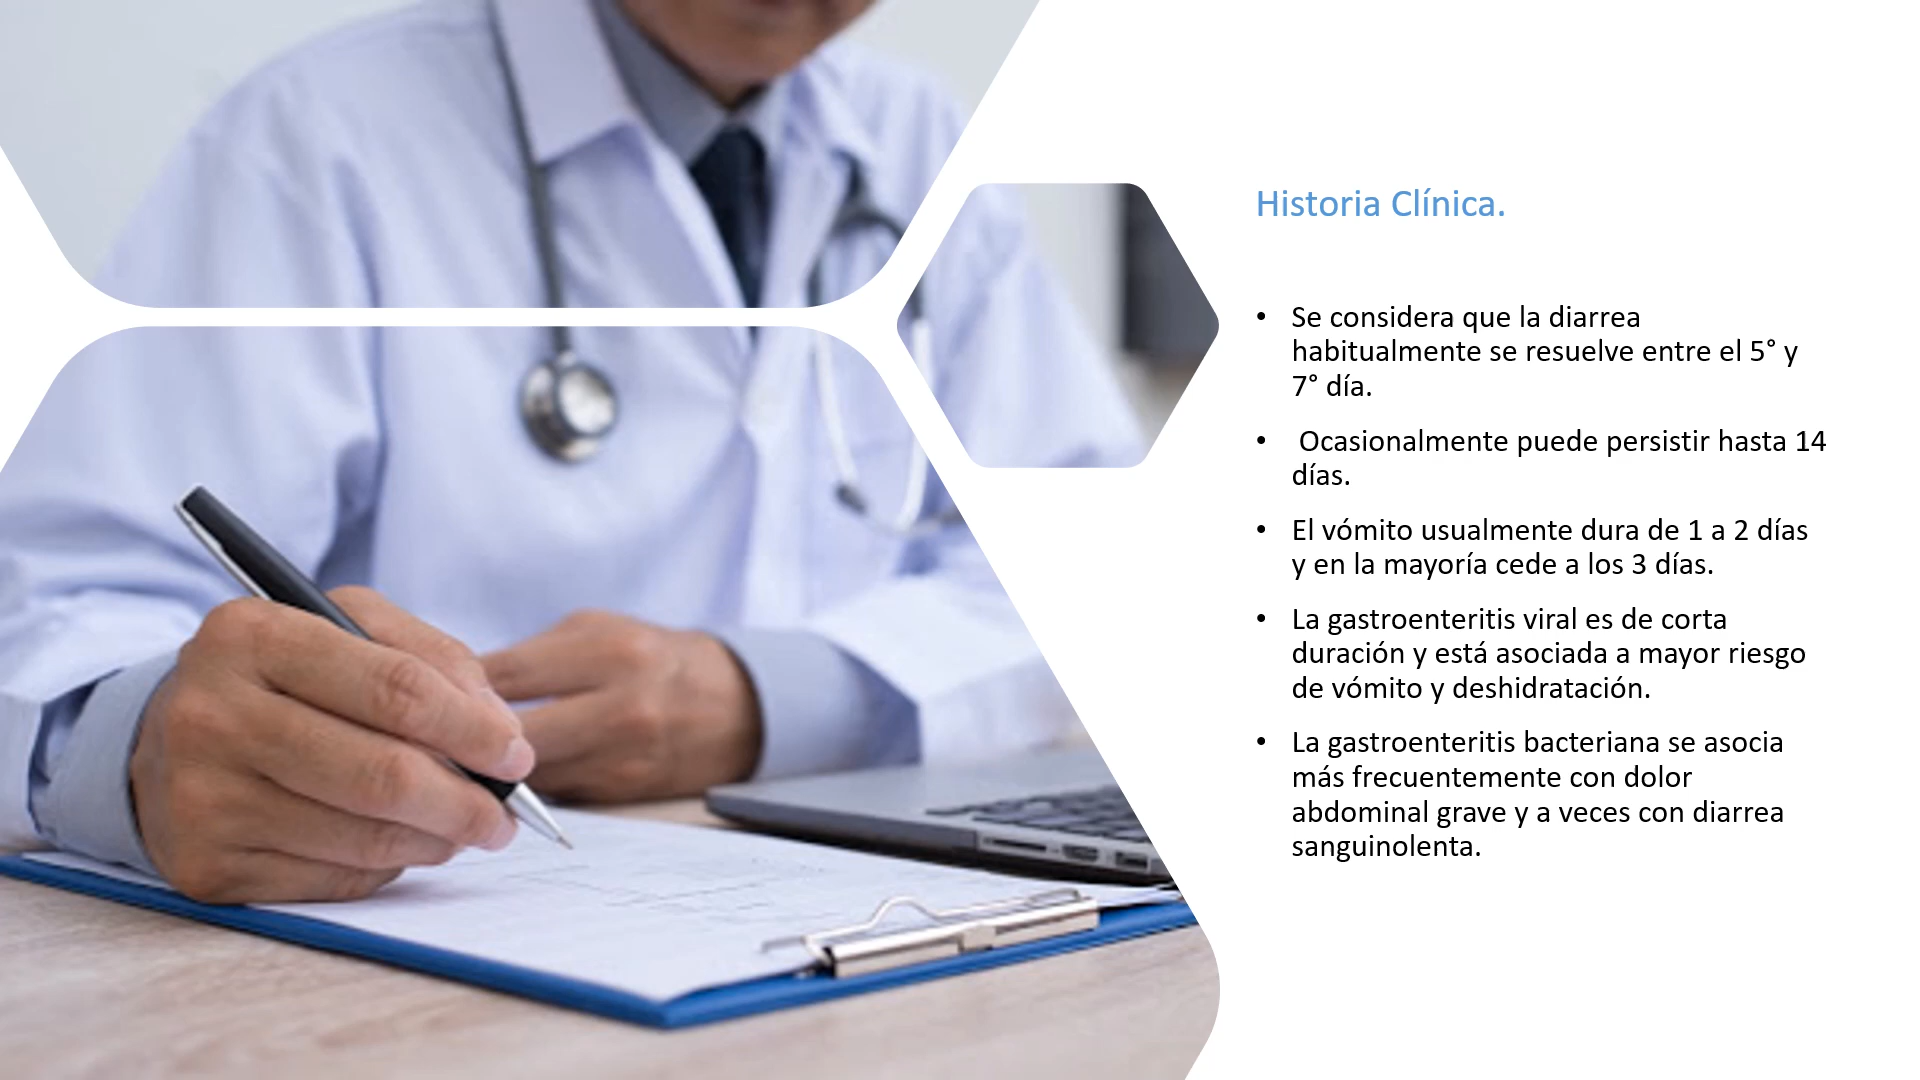 Historia Clínica.
• Se considera que la diarrea
habitualmente se resuelve entre el 5° y
7° día.
• Ocasionalmente puede persistir hasta 14
días.
• El vómito usualmente dura de 1 a 2 días
y en la mayoría cede a los 3 días.
• La gastroenteritis viral es de corta
duración y está asociada a mayor riesgo
de vómito y deshidratación.
• La gastroenteritis bacteriana se asocia
más frecuentemente con dolor
abdominal grave y a veces con diarrea
sanguinolenta.